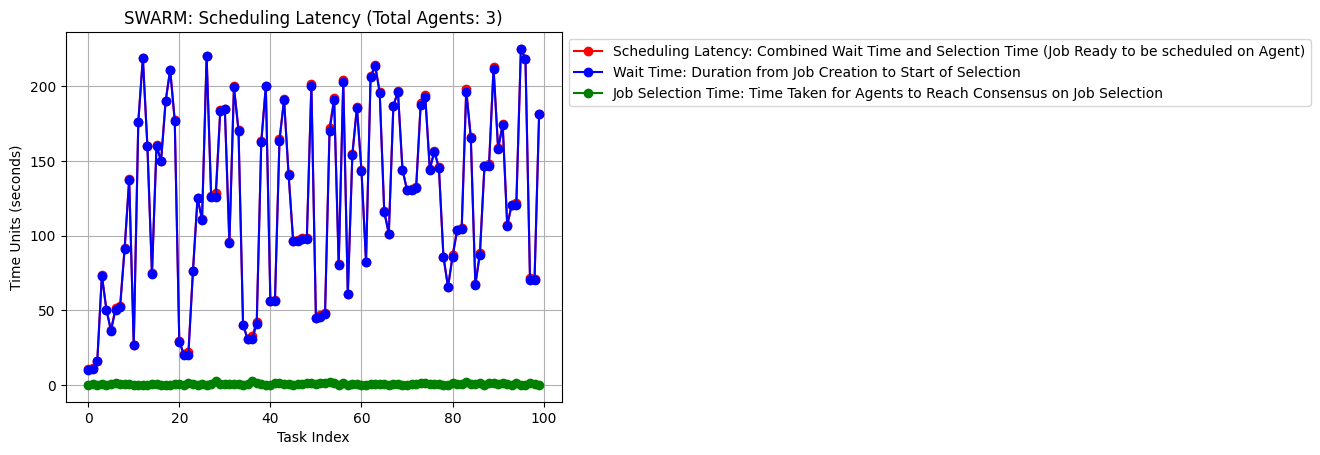 SWARM: Scheduling Latency (Total Agents: 3)
Scheduling Latency: Combined Wait Time and Selection Time (Job Ready to be scheduled on Agent)
Wait Time: Duration from Job Creation to Start of Selection
Job Selection Time: Time Taken for Agents to Reach Consensus on Job Selection
Time Units (seconds)
200
150
100
50
0
0 20 40 60 80 100
Task Index